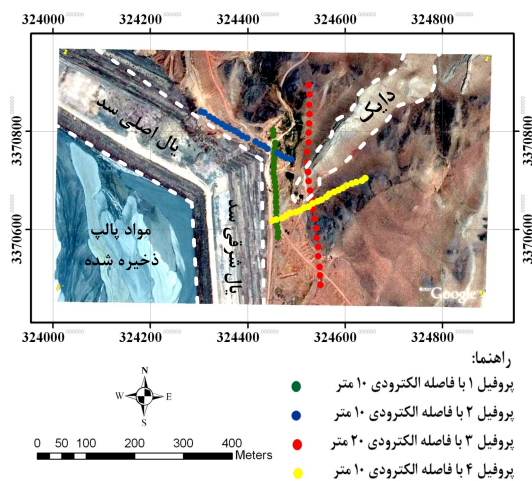 324000 324200 324400 324600 324800
3370800
3370600
3370800
3370600
یال اصلی سد
دایک
یال شرقی سد
مواد پالپ
ذخیره شده
Google
324000 324200 324400 324600 324800
راهنما:
پروفیل ۱ با فاصله الکترودی ۱۰ متر
پروفیل ۲ با فاصله الکترودی ۱۰ متر
پروفیل ۳ با فاصله الکترودی ۲۰ متر
پروفیل ۴ با فاصله الکترودی ۱۰ متر
N
W E
S
0 50 100 200 300 400
Meters